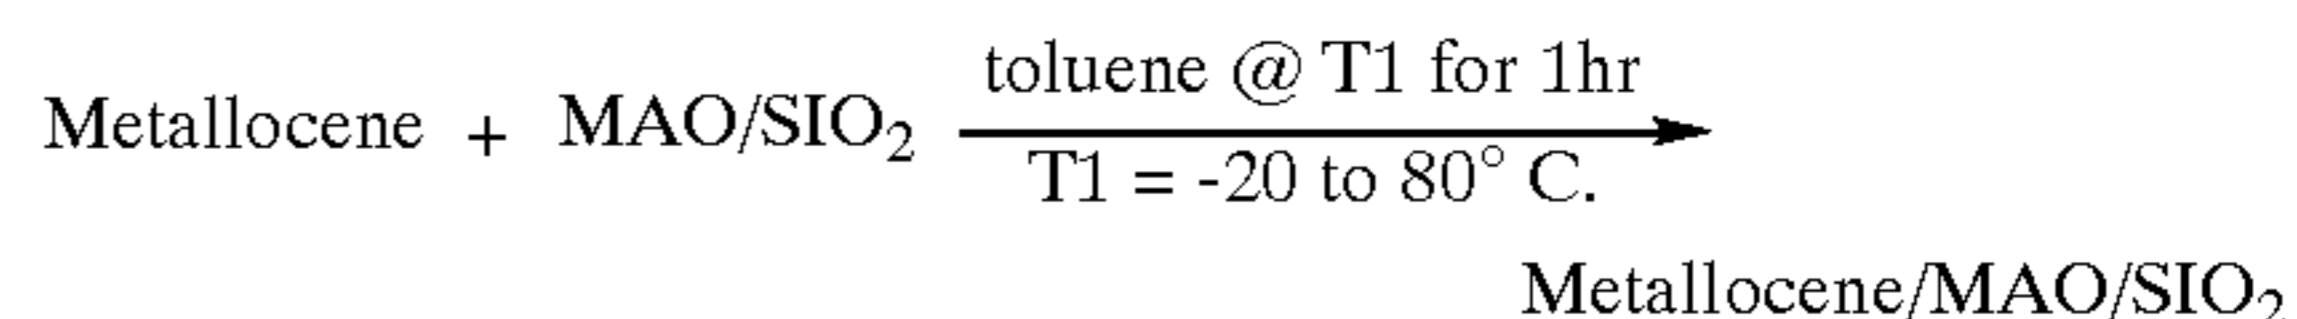 toluene @ T1 for 1hr
Metallocene + MAO/SIO₂
T1 = -20 to 80° C.
Metallocene/MAO/SIO₂